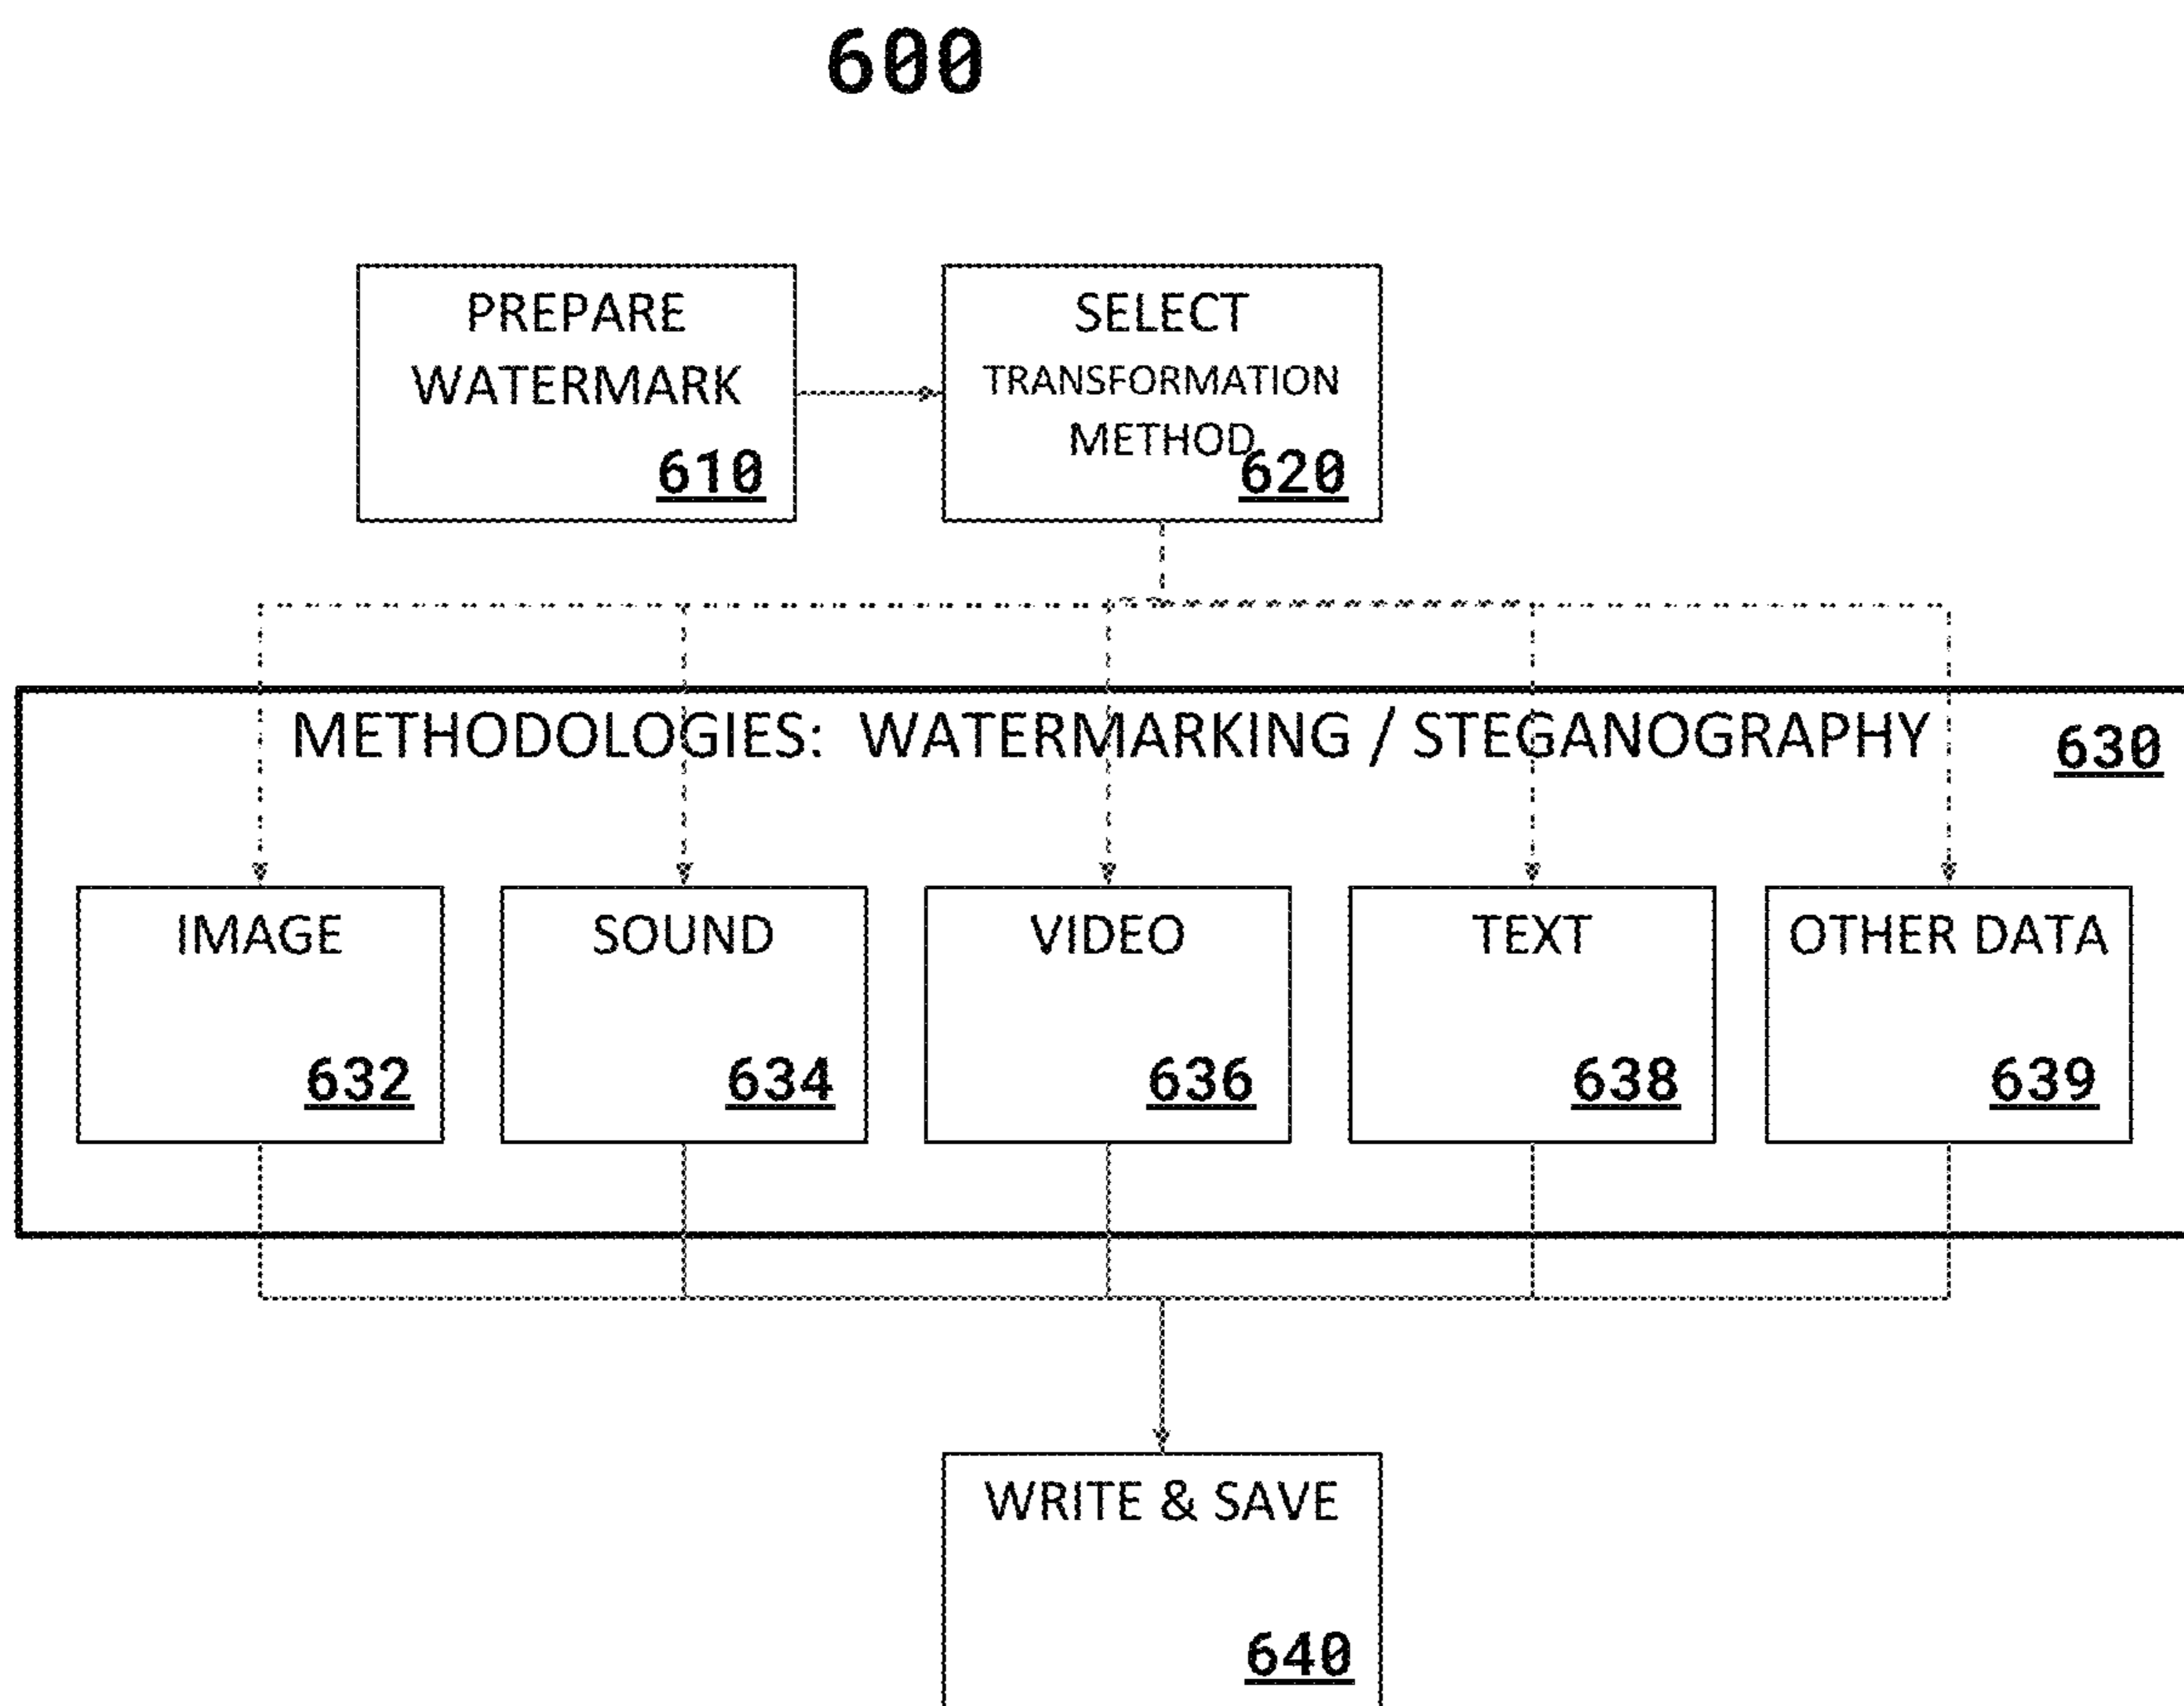 600
PREPARE
WATERMARK
610
SELECT
TRANSFORMATION
METHOD
620
METHODOLOGIES: WATERMARKING / STEGANOGRAPHY
630
IMAGE
632
SOUND
634
VIDEO
636
TEXT
638
OTHER DATA
639
WRITE & SAVE
640